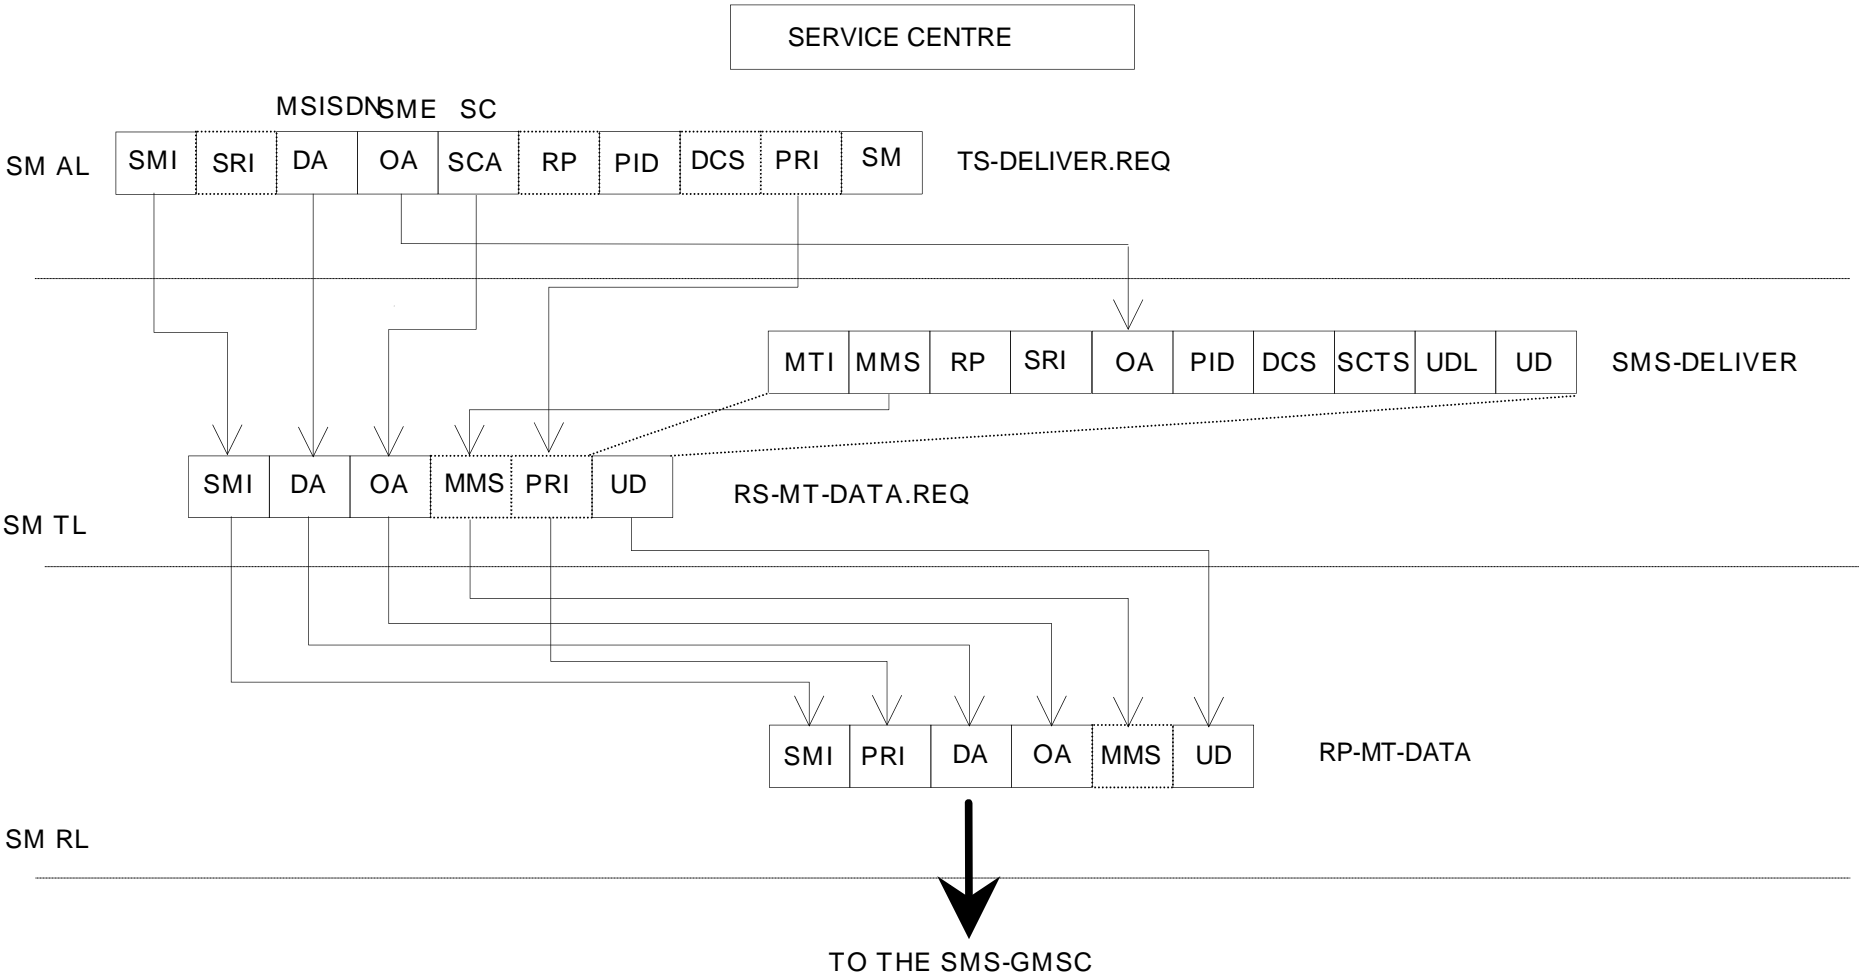 SERVICE CENTRE
MSISDN SME SC
SM AL SMI SRI DA OA SCA RP PID DCS PRI SM TS-DELIVER.REQ
MTI MMS RP SRI OA PID DCS SCTS UDL UD SMS-DELIVER
SMI DA OA MMS PRI UD RS-MT-DATA.REQ
SM TL
SMI PRI DA OA MMS UD RP-MT-DATA
SM RL
TO THE SMS-GMSC